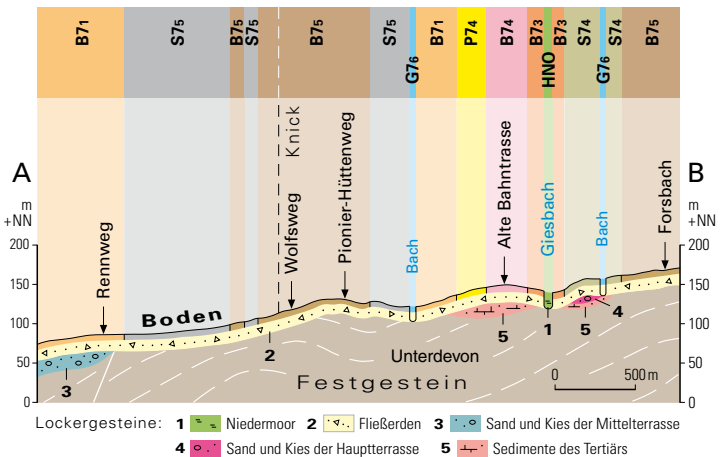 B71 S75 B75 S75 B75 S75 G76 B71 P74 B74 B73 HNO B73 S74 G76 S74 B75
Knick
A
B
m
+NN
m
+NN
Rennweg
Wolfsweg
Pionier-Hüttenweg
Bach
Alte Bahntrasse
Giesbach
Bach
Forsbach
200
150
100
50
0
200
150
100
50
0
Boden
2
3
5
1
5
4
Unterdevon
Festgestein
0 500 m
Lockergesteine: 1 Niedermoor 2 Fließerden 3 Sand und Kies der Mittelterrasse
4 Sand und Kies der Hauptterrasse 5 Sedimente des Tertiärs